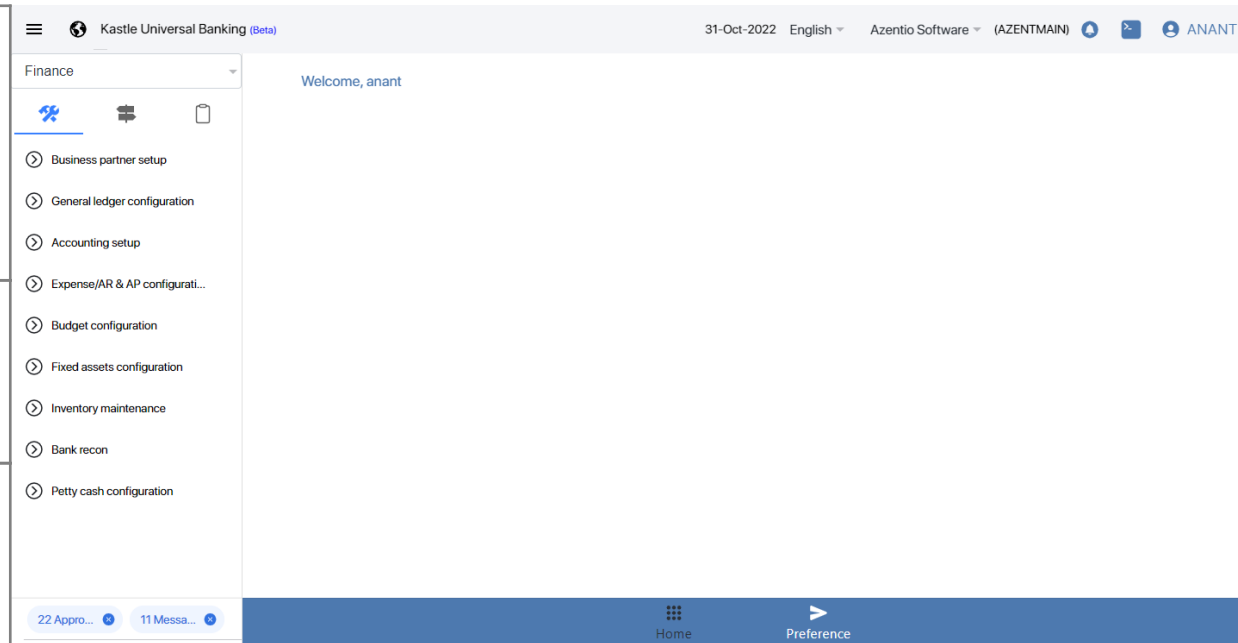 Kastle Universal Banking (Beta) 31-Oct-2022 English Azentio Software (AZENTMAIN) ANANT
Finance
Welcome, anant
Business partner setup
General ledger configuration
Accounting setup
Expense/AR & AP configurati...
Budget configuration
Fixed assets configuration
Inventory maintenance
Bank recon
Petty cash configuration
22 Appro... 11 Messa...
Home Preference